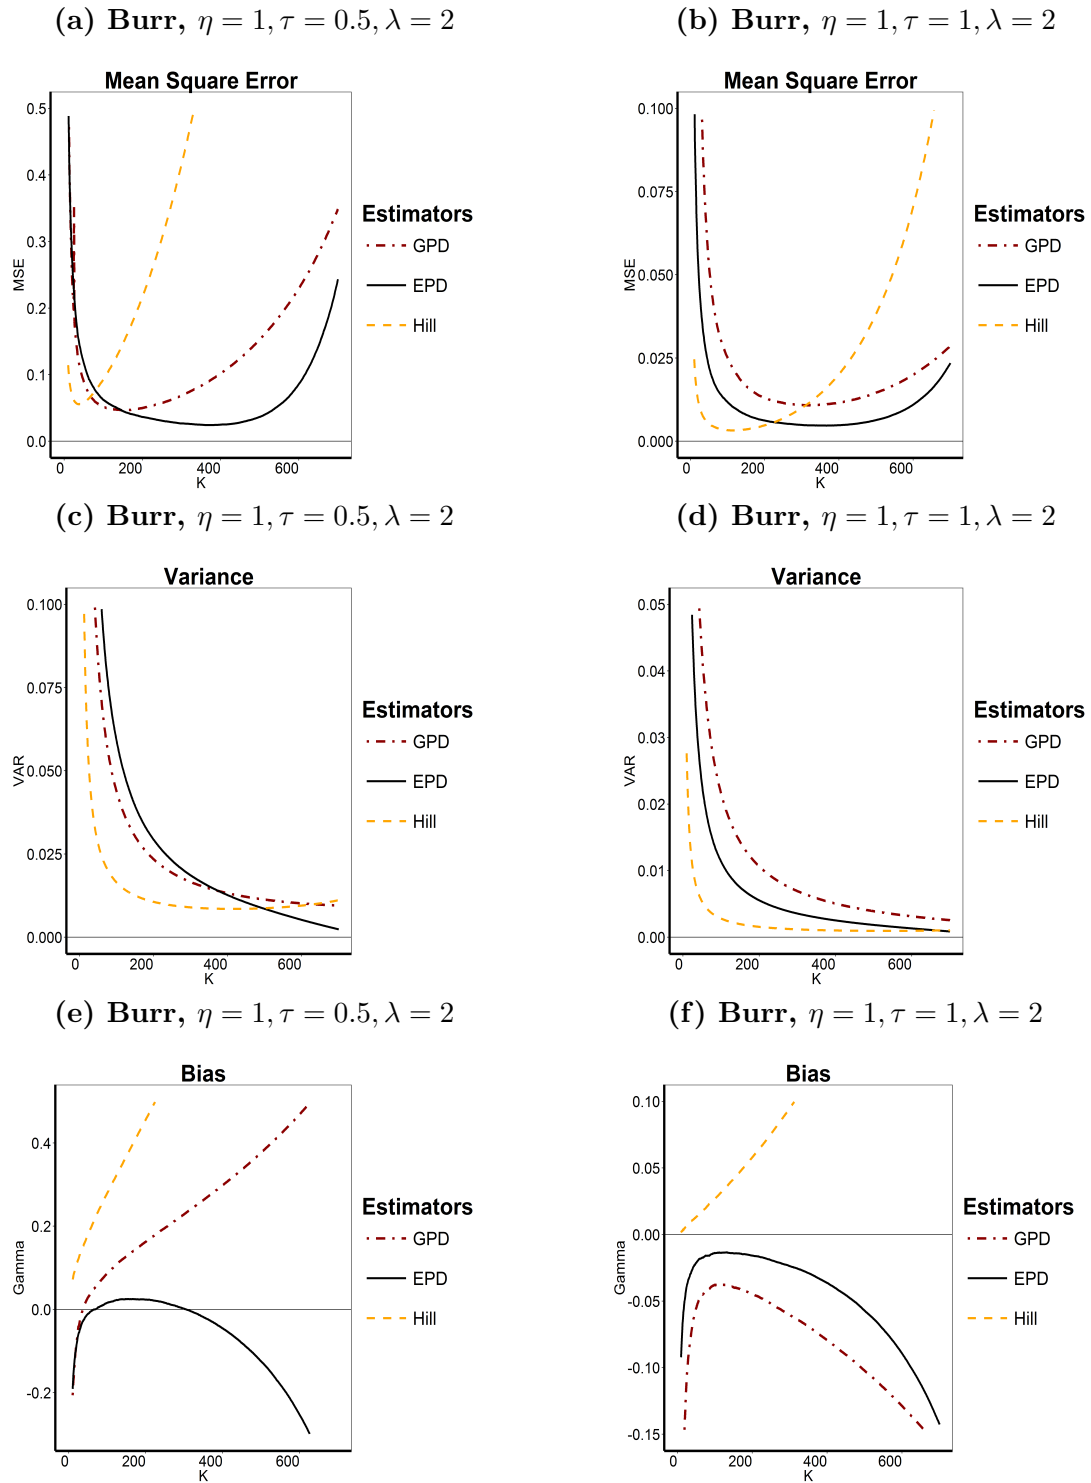 (a) Burr, η = 1, τ = 0.5, λ = 2
Mean Square Error
0.5
0.4
0.3
0.2
0.1
0.0
MSE
0 200 400 600
K
Estimators
GPD
EPD
Hill
(b) Burr, η = 1, τ = 1, λ = 2
Mean Square Error
0.100
0.075
0.050
0.025
0.000
MSE
0 200 400 600
K
Estimators
GPD
EPD
Hill
(c) Burr, η = 1, τ = 0.5, λ = 2
Variance
0.100
0.075
0.050
0.025
0.000
VAR
0 200 400 600
K
Estimators
GPD
EPD
Hill
(d) Burr, η = 1, τ = 1, λ = 2
Variance
0.05
0.04
0.03
0.02
0.01
0.00
VAR
0 200 400 600
K
Estimators
GPD
EPD
Hill
(e) Burr, η = 1, τ = 0.5, λ = 2
Bias
0.4
0.2
0.0
-0.2
Gamma
0 200 400 600
K
Estimators
GPD
EPD
Hill
(f) Burr, η = 1, τ = 1, λ = 2
Bias
0.10
0.05
0.00
-0.05
-0.10
-0.15
Gamma
0 200 400 600
K
Estimators
GPD
EPD
Hill